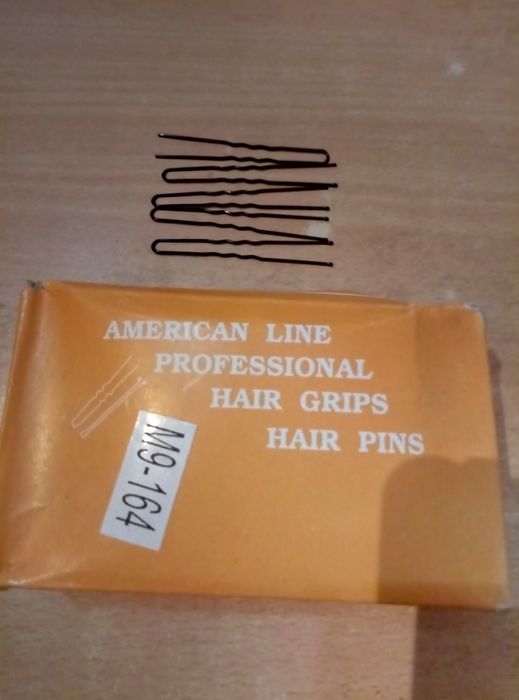 AMERICAN LINE
PROFESSIONAL
HAIR GRIPS
HAIR PINS
M9-164